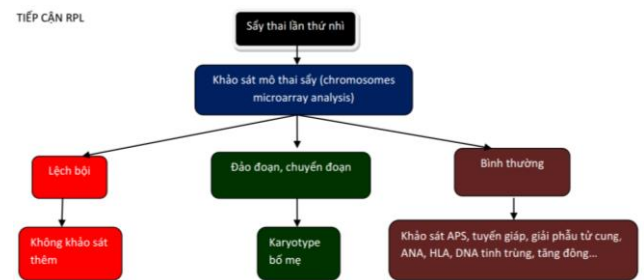 TIẾP CẬN RPL
Sẩy thai lần thứ nhì
Khảo sát mô thai sẩy (chromosomes
microarray analysis)
Lệch bội
Đảo đoạn, chuyển đoạn
Bình thường
Không khảo sát
thêm
Karyotype
bố mẹ
Khảo sát APS, tuyến giáp, giải phẫu tử cung,
ANA, HLA, DNA tinh trùng, tăng đông...